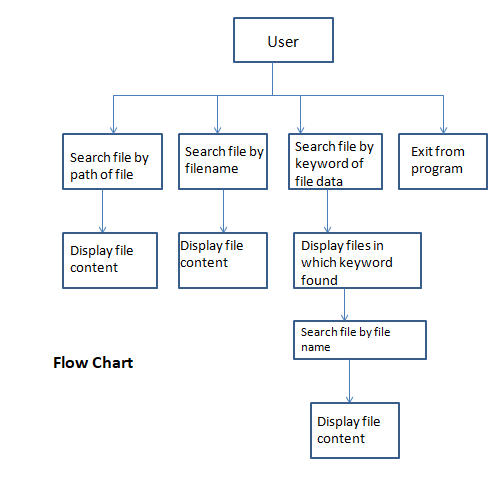 User
Search file by
path of file
Search file by
filename
Search file by
keyword of
file data
Exit from
program
Display file
content
Display file
content
Display files in
which keyword
found
Search file by file
name
Flow Chart
Display file
content